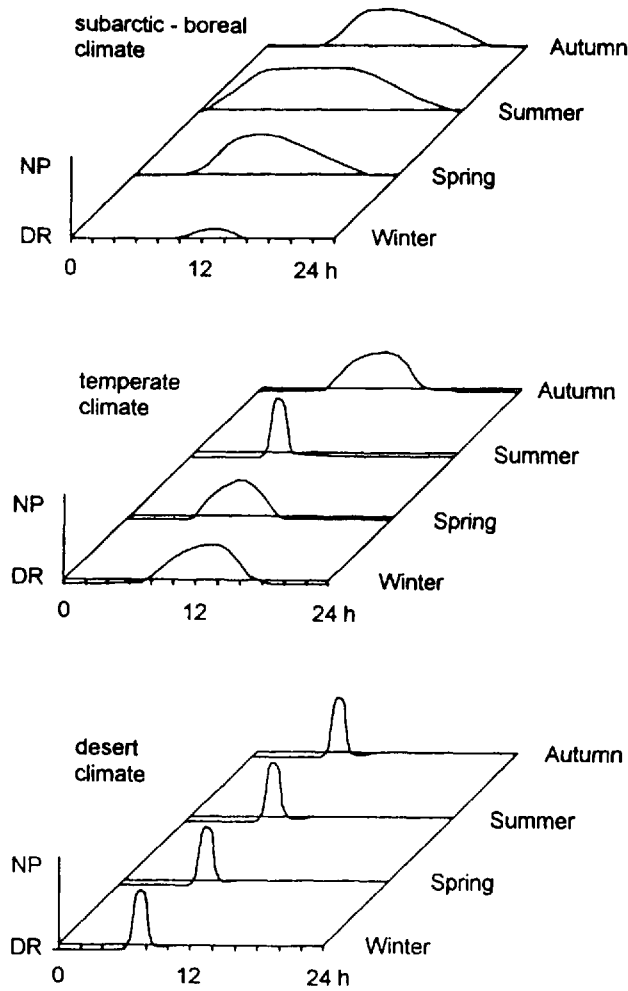 subarctic - boreal
climate
Autumn
Summer
NP
Spring
DR
Winter
0
12
24 h
temperate
climate
Autumn
Summer
NP
Spring
DR
Winter
0
12
24 h
desert
climate
Autumn
Summer
NP
Spring
DR
Winter
0
12
24 h